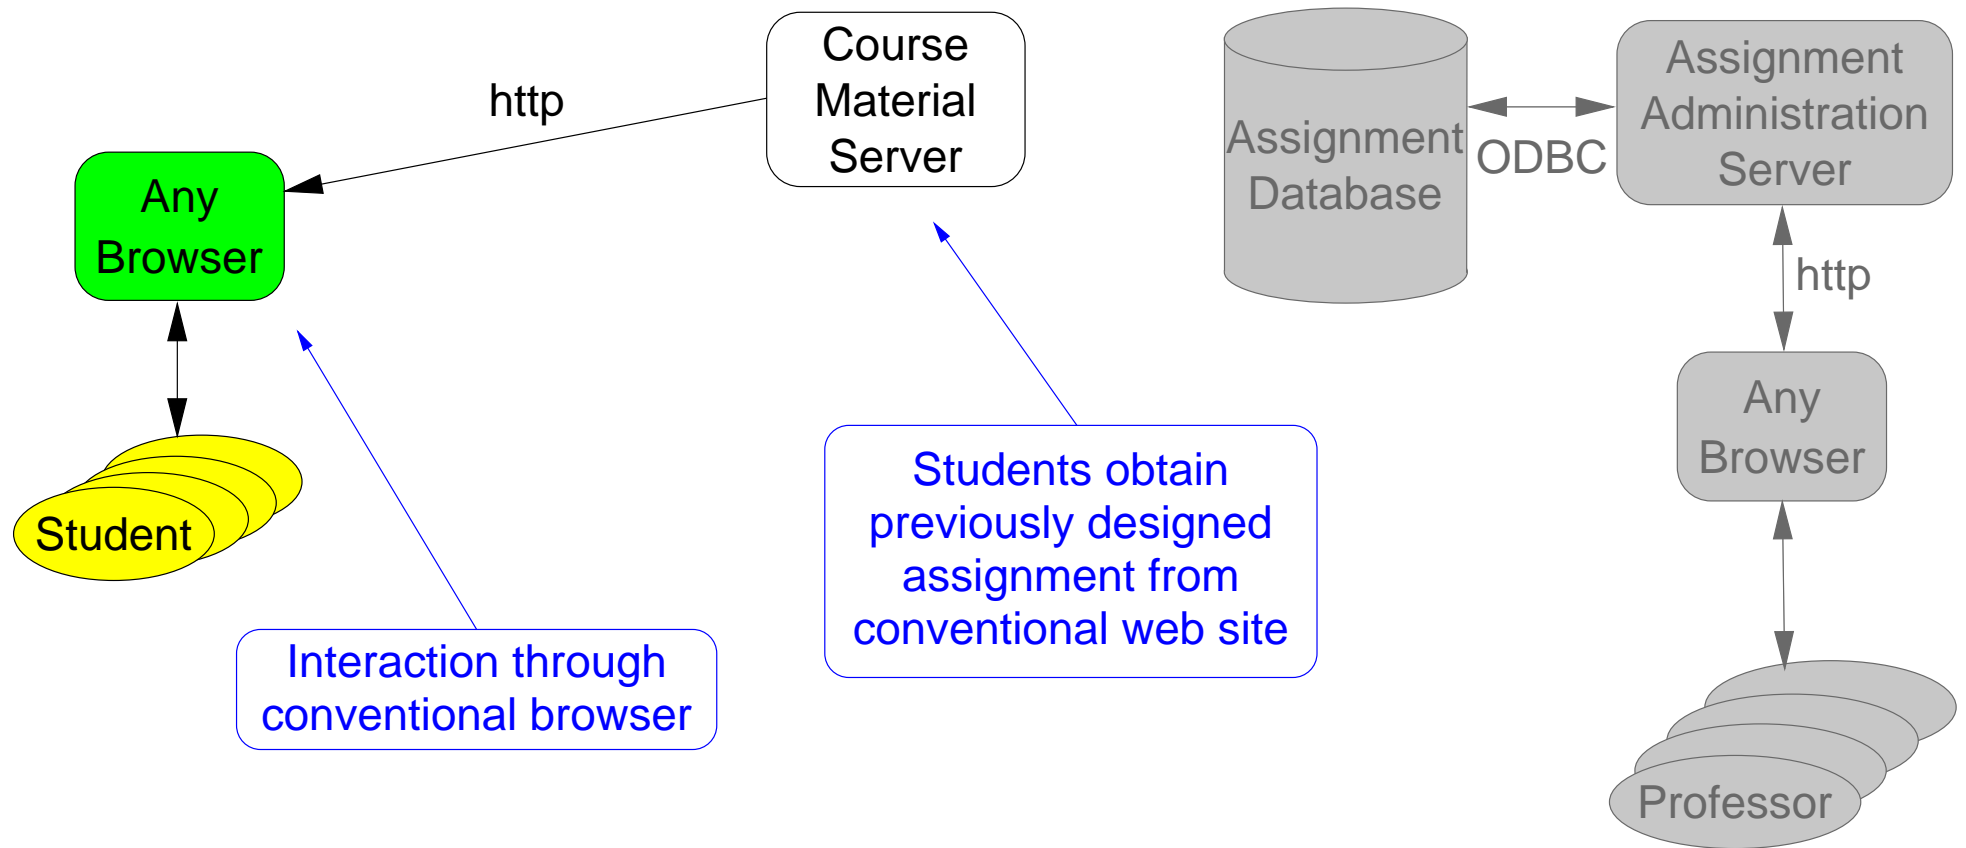 http
Course
Material
Server
Any
Browser
Student
Interaction through
conventional browser
Students obtain
previously designed
assignment from
conventional web site
Assignment
Database
ODBC
Assignment
Administration
Server
http
Any
Browser
Professor